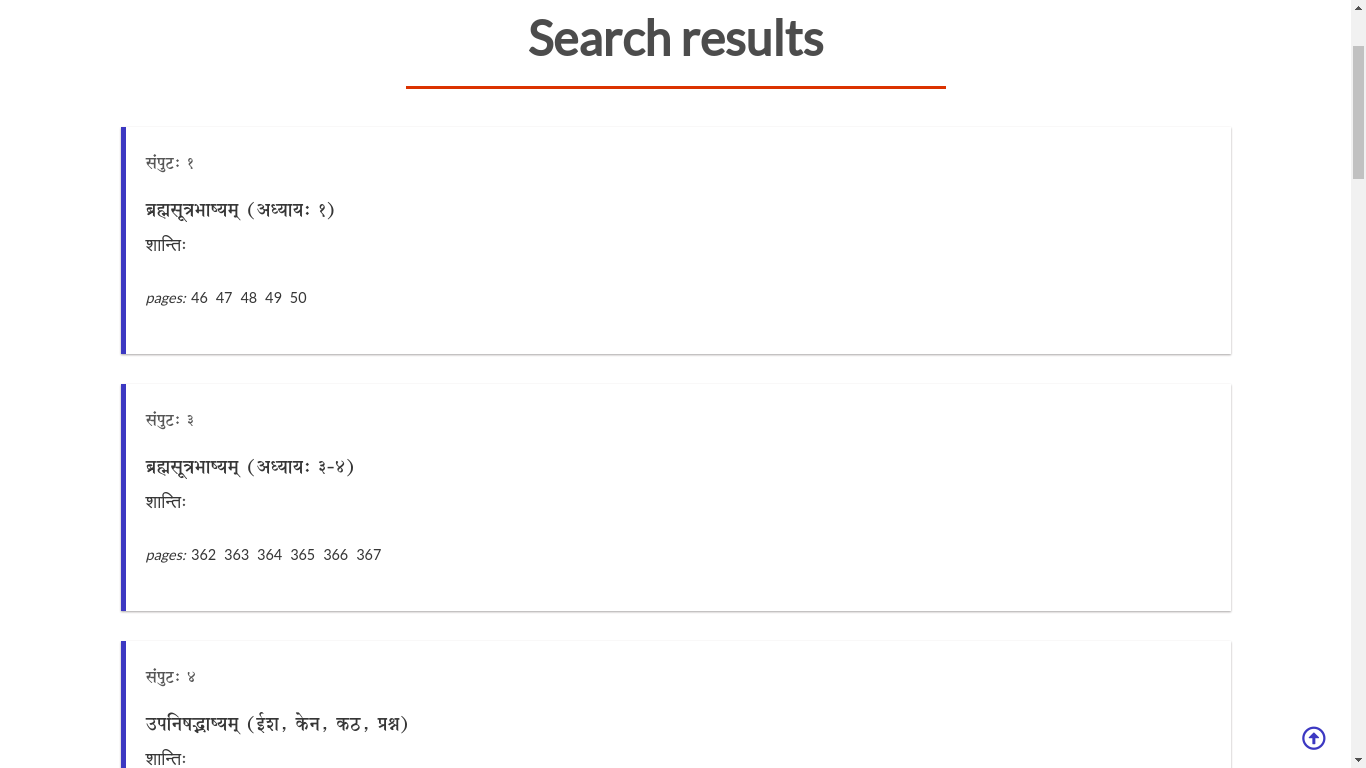 Search results
संपुटः १
ब्रह्मसूत्रभाष्यम् (अध्यायः १)
शान्तिः
pages: 46 47 48 49 50
संपुटः ३
ब्रह्मसूत्रभाष्यम् (अध्यायः ३-४)
शान्तिः
pages: 362 363 364 365 366 367
संपुटः ४
उपनिषद्भाष्यम् (ईश, केन, कठ, प्रश्न)
शान्तिः